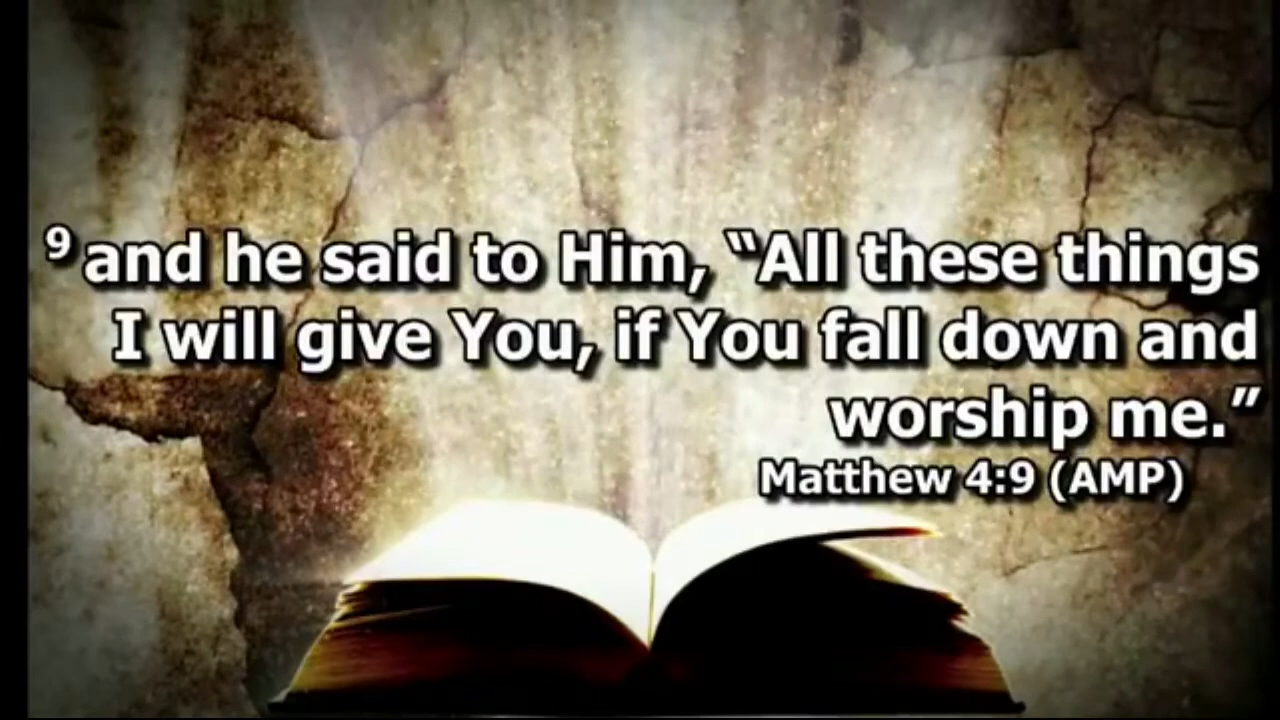 ⁹ and he said to Him, “All these things
I will give You, if You fall down and
worship me.”
Matthew 4:9 (AMP)